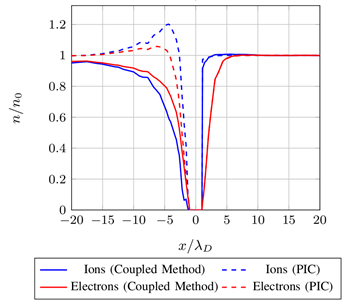 1.2
1
0.8
0.6
0.4
0.2
0
n/n₀
−20 −15 −10 −5 0 5 10 15 20
x/λ_D
Ions (Coupled Method) Ions (PIC)
Electrons (Coupled Method) Electrons (PIC)